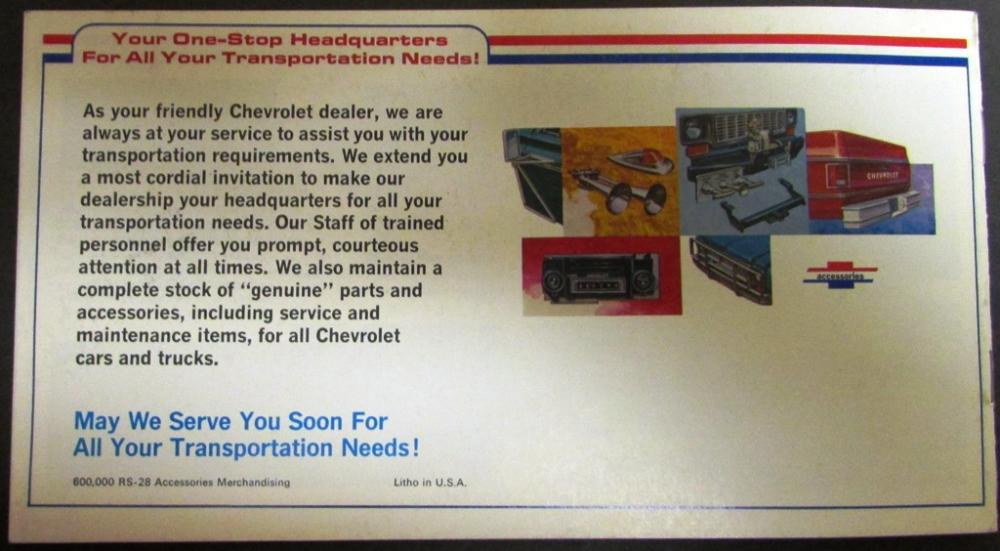 Your One-Stop Headquarters
For All Your Transportation Needs!
As your friendly Chevrolet dealer, we are
always at your service to assist you with your
transportation requirements. We extend you
a most cordial invitation to make our
dealership your headquarters for all your
transportation needs. Our Staff of trained
personnel offer you prompt, courteous
attention at all times. We also maintain a
complete stock of “genuine” parts and
accessories, including service and
maintenance items, for all Chevrolet
cars and trucks.
May We Serve You Soon For
All Your Transportation Needs!
600,000 RS-28 Accessories Merchandising
Litho in U.S.A.
CHEVROLET
accessories